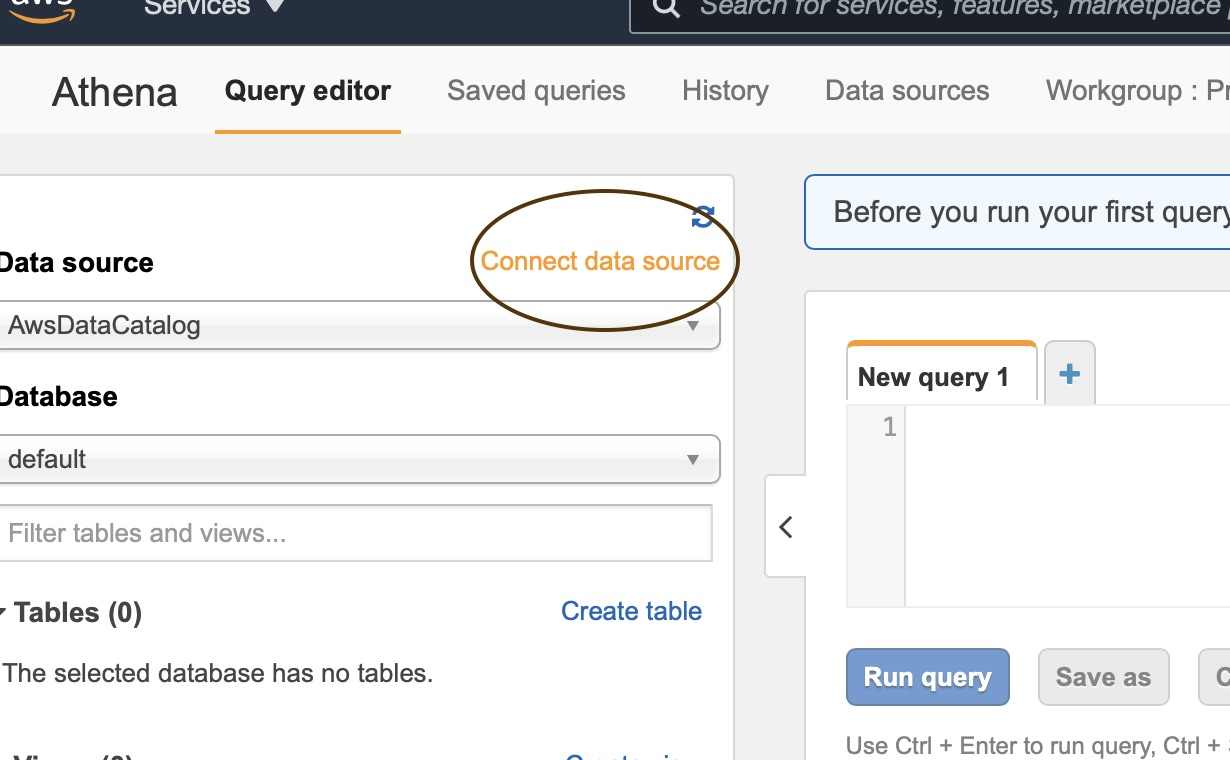 aws Services
Search for services, features, marketplace
Athena Query editor Saved queries History Data sources Workgroup : Pr
Before you run your first query
Data source Connect data source
AwsDataCatalog
Database
default
Filter tables and views...
Tables (0) Create table
The selected database has no tables.
New query 1 +
1
Run query Save as C
Use Ctrl + Enter to run query, Ctrl +